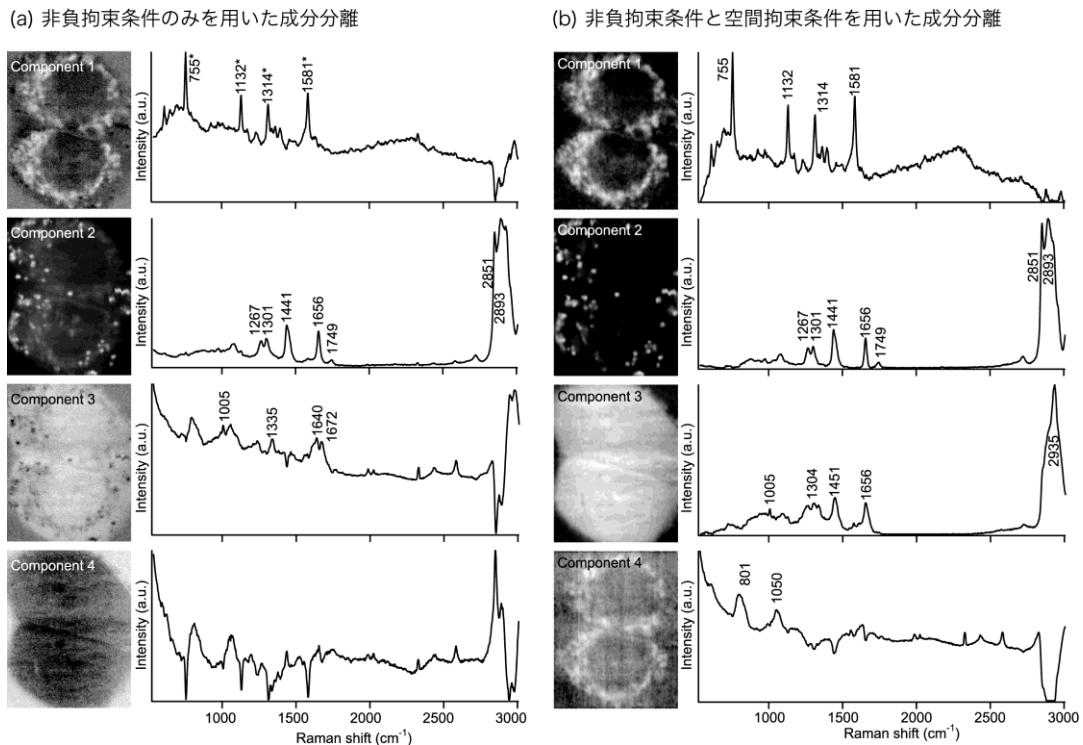 (a) 非負拘束条件のみを用いた成分分離
Component 1
Intensity (a.u.)
755*
1132*
1314*
1581*
Component 2
Intensity (a.u.)
1267
1301
1441
1656
1749
2851
2893
Component 3
Intensity (a.u.)
1005
1335
1640
1672
Component 4
Intensity (a.u.)
1000 1500 2000 2500 3000
Raman shift (cm⁻¹)
(b) 非負拘束条件と空間拘束条件を用いた成分分離
Component 1
Intensity (a.u.)
755
1132
1314
1581
Component 2
Intensity (a.u.)
1267
1301
1441
1656
1749
2851
2893
Component 3
Intensity (a.u.)
1005
1304
1451
1656
2935
Component 4
Intensity (a.u.)
801
1050
1000 1500 2000 2500 3000
Raman shift (cm⁻¹)